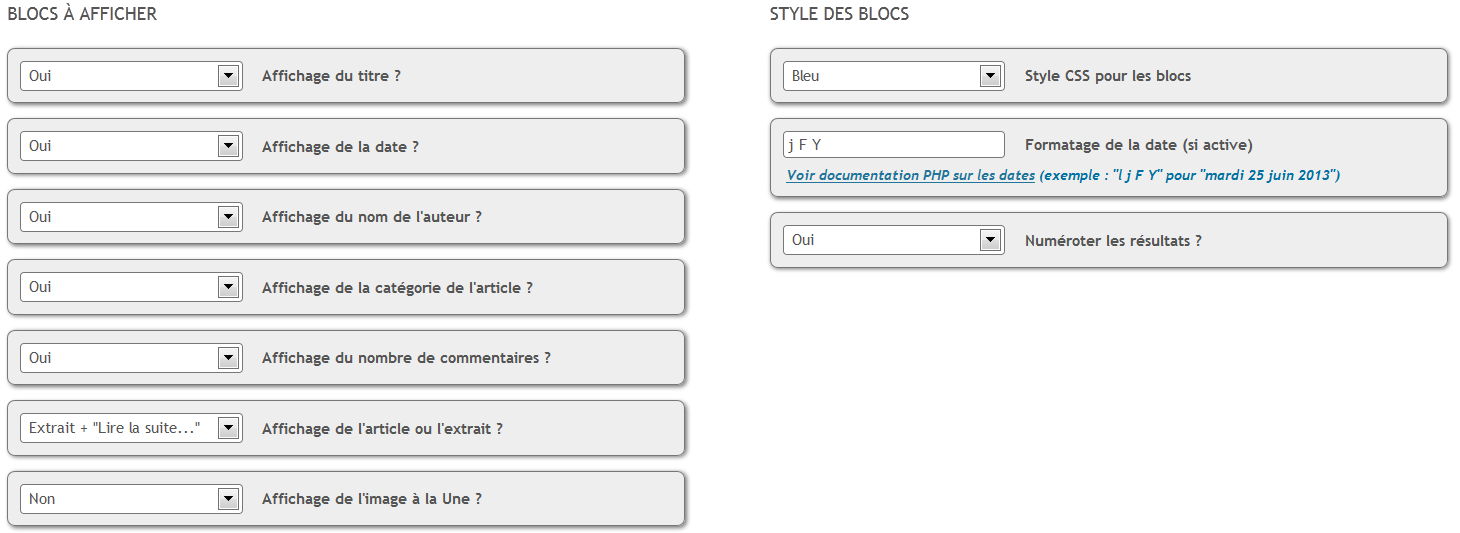 BLOCS À AFFICHER
Oui Affichage du titre ?
Oui Affichage de la date ?
Oui Affichage du nom de l'auteur ?
Oui Affichage de la catégorie de l'article ?
Oui Affichage du nombre de commentaires ?
Extrait + "Lire la suite..." Affichage de l'article ou l'extrait ?
Non Affichage de l'image à la Une ?
STYLE DES BLOCS
Bleu Style CSS pour les blocs
j F Y Formatage de la date (si active)
Voir documentation PHP sur les dates (exemple : "l j F Y" pour "mardi 25 juin 2013")
Oui Numéroter les résultats ?